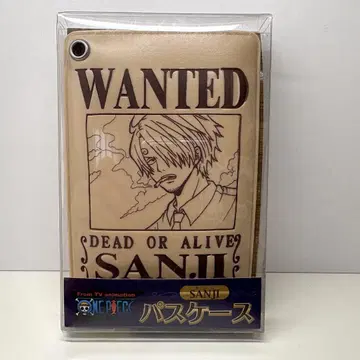 WANTED
DEAD OR ALIVE
SANJI
From TV animation
ONE PIECE
SANJI
パスケース